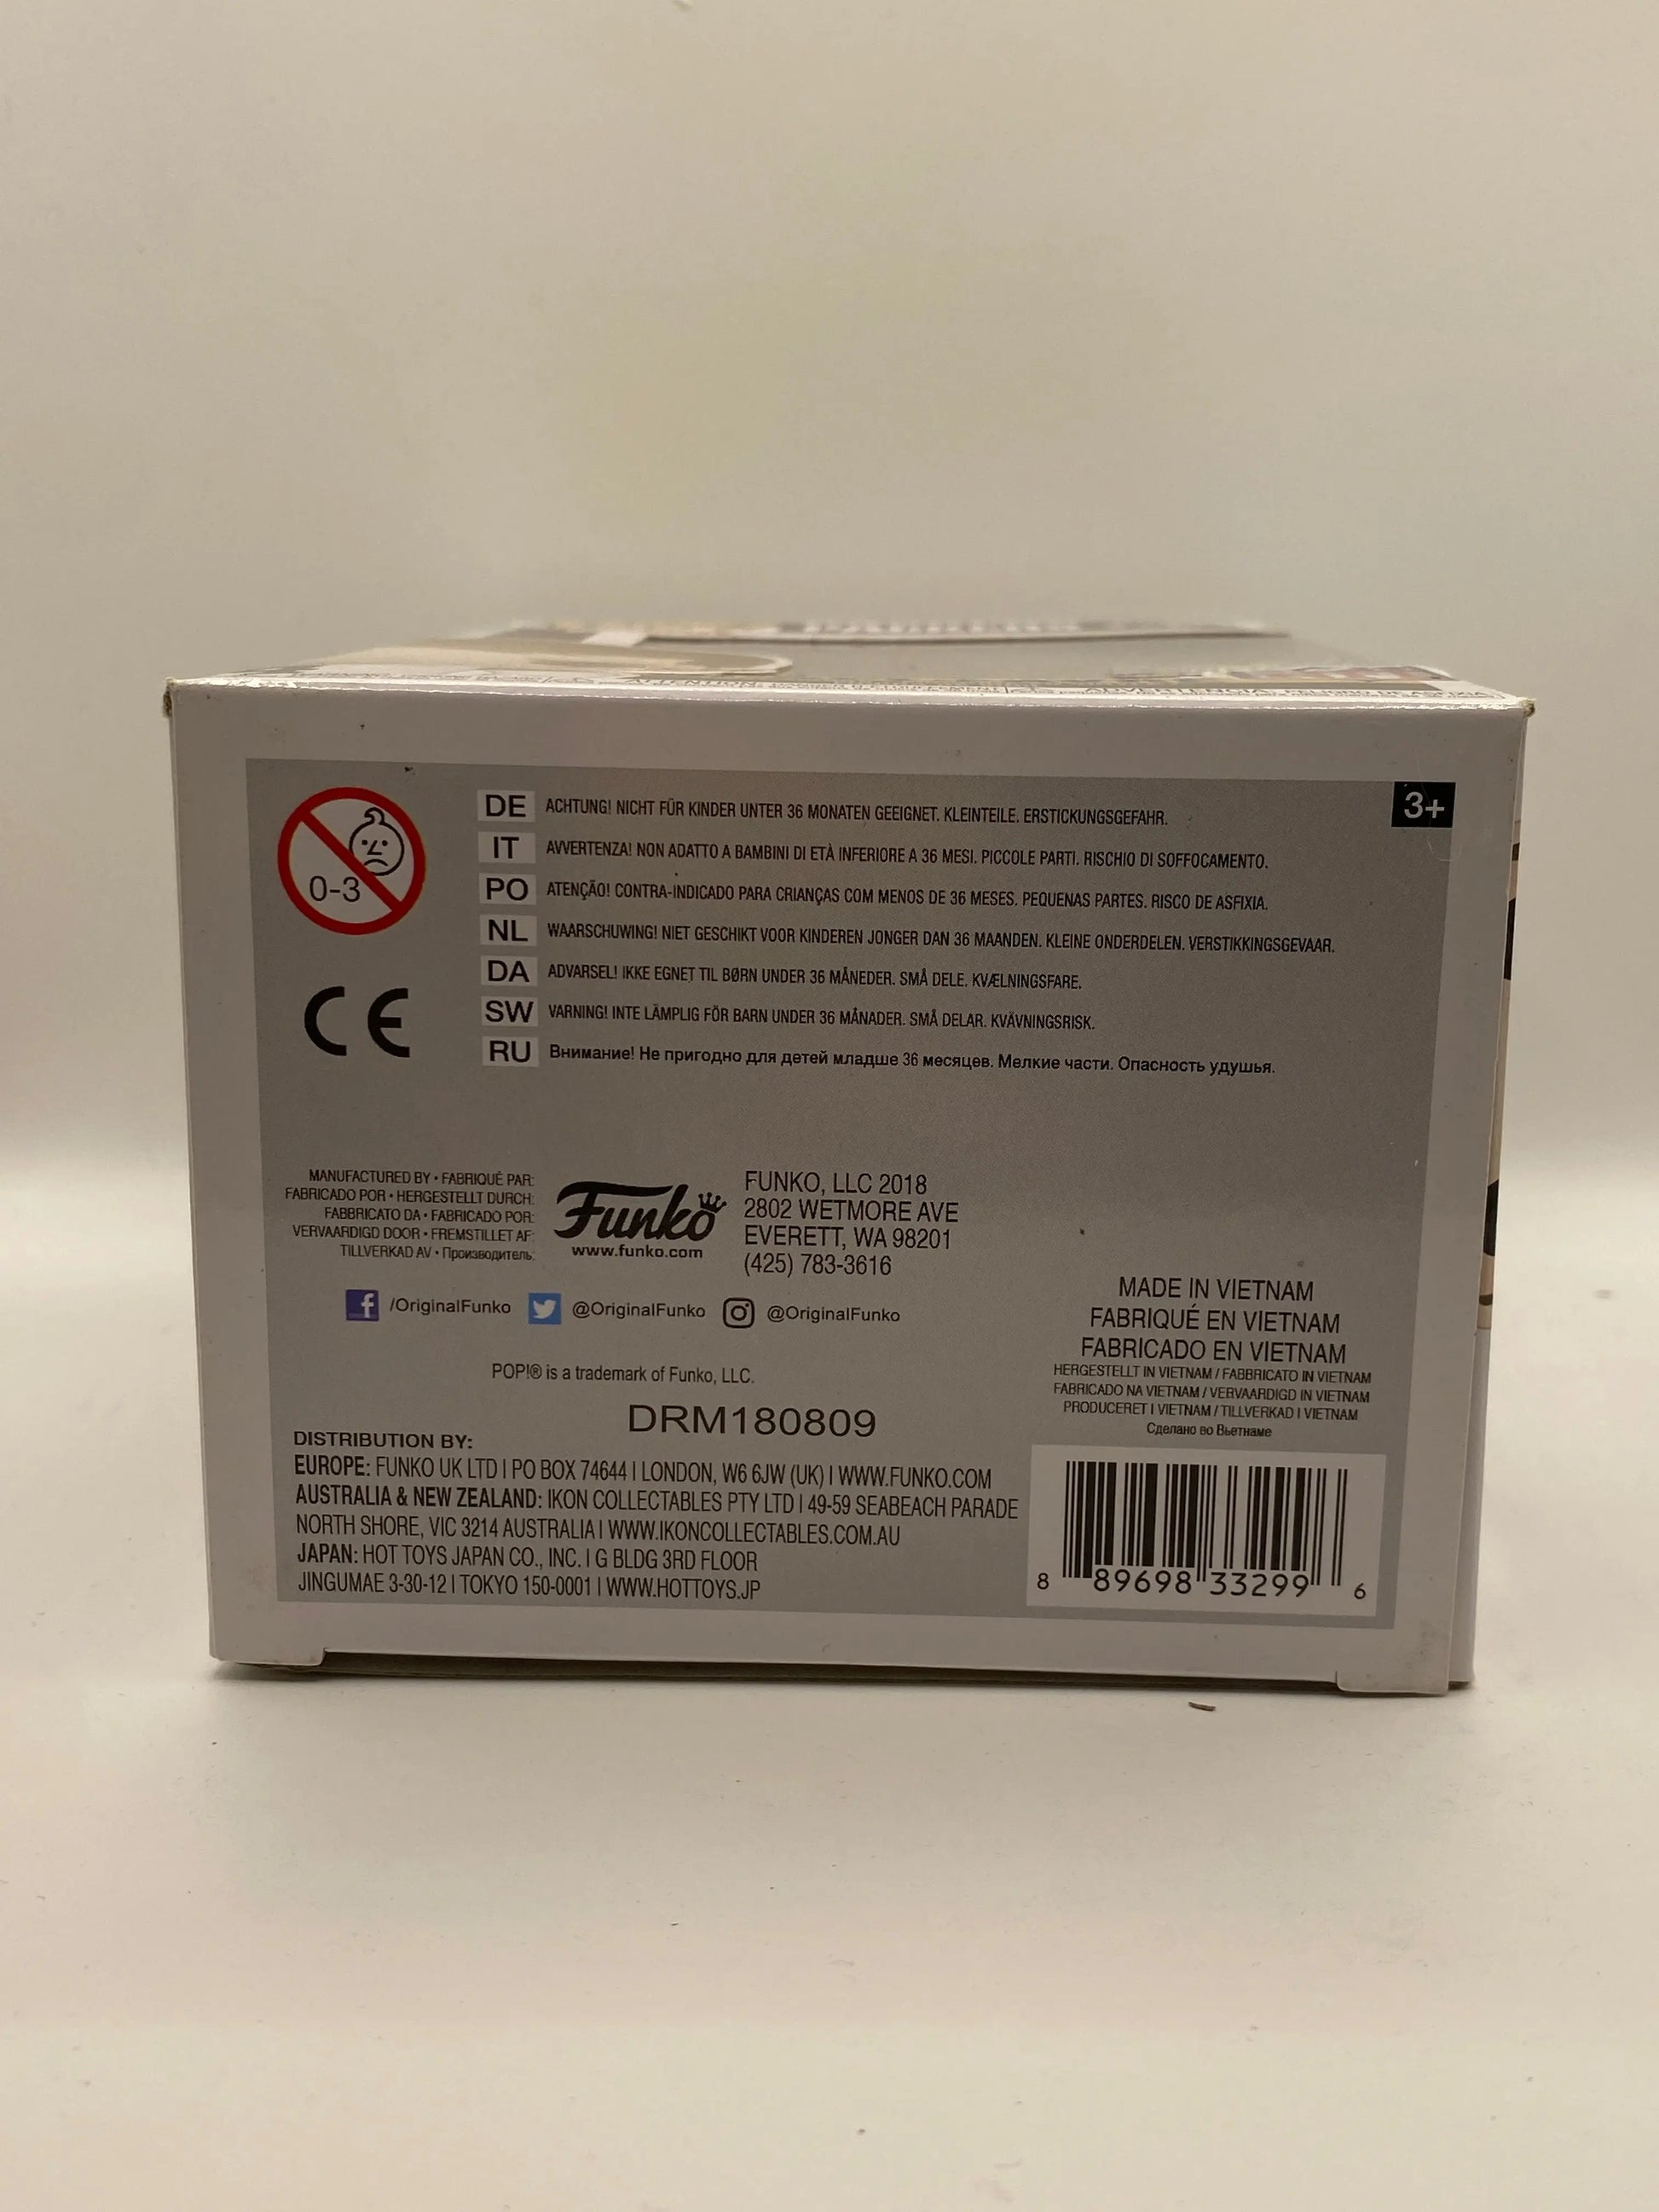 ADVERTENCIA:
DE ACHTUNG! NICHT FÜR KINDER UNTER 36 MONATEN GEEIGNET. KLEINTEILE. ERSTICKUNGSGEFAHR.
3+
IT AVVERTENZA! NON ADATTO A BAMBINI DI ETÀ INFERIORE A 36 MESI. PICCOLE PARTI. RISCHIO DI SOFFOCAMENTO.
0-3
PO ATENÇÃO! CONTRA-INDICADO PARA CRIANÇAS COM MENOS DE 36 MESES. PEQUENAS PARTES. RISCO DE ASFIXIA.
NL WAARSCHUWING! NIET GESCHIKT VOOR KINDEREN JONGER DAN 36 MAANDEN. KLEINE ONDERDELEN. VERSTIKKINGSGEVAAR.
DA ADVARSEL! IKKE EGNET TIL BØRN UNDER 36 MÅNEDER. SMÅ DELE. KVÆLNINGSFARE.
CE
SW VARNING! INTE LÄMPLIG FÖR BARN UNDER 36 MÅNADER. SMÅ DELAR. KVÄVNINGSRISK.
RU Внимание! Не пригодно для детей младше 36 месяцев. Мелкие части. Опасность удушья.
MANUFACTURED BY • FABRIQUÉ PAR:
FABRICADO POR • HERGESTELLT DURCH:
FABBRICATO DA • FABRICADO POR:
VERVAARDIGD DOOR • FREMSTILLET AF:
TILLVERKAD AV • Производитель:
Funko
www.funko.com
FUNKO, LLC 2018
2802 WETMORE AVE
EVERETT, WA 98201
(425) 783-3616
/OriginalFunko @OriginalFunko @OriginalFunko
POP!® is a trademark of Funko, LLC.
DRM180809
DISTRIBUTION BY:
EUROPE: FUNKO UK LTD | PO BOX 74644 | LONDON, W6 6JW (UK) | WWW.FUNKO.COM
AUSTRALIA & NEW ZEALAND: IKON COLLECTABLES PTY LTD | 49-59 SEABEACH PARADE
NORTH SHORE, VIC 3214 AUSTRALIA | WWW.IKONCOLLECTABLES.COM.AU
JAPAN: HOT TOYS JAPAN CO., INC. | G BLDG 3RD FLOOR
JINGUMAE 3-30-12 | TOKYO 150-0001 | WWW.HOTTOYS.JP
MADE IN VIETNAM
FABRIQUÉ EN VIETNAM
FABRICADO EN VIETNAM
HERGESTELLT IN VIETNAM / FABBRICATO IN VIETNAM
FABRICADO NA VIETNAM / VERVAARDIGD IN VIETNAM
PRODUCERET I VIETNAM / TILLVERKAD I VIETNAM
Сделано во Вьетнаме
8 89698 33299 6